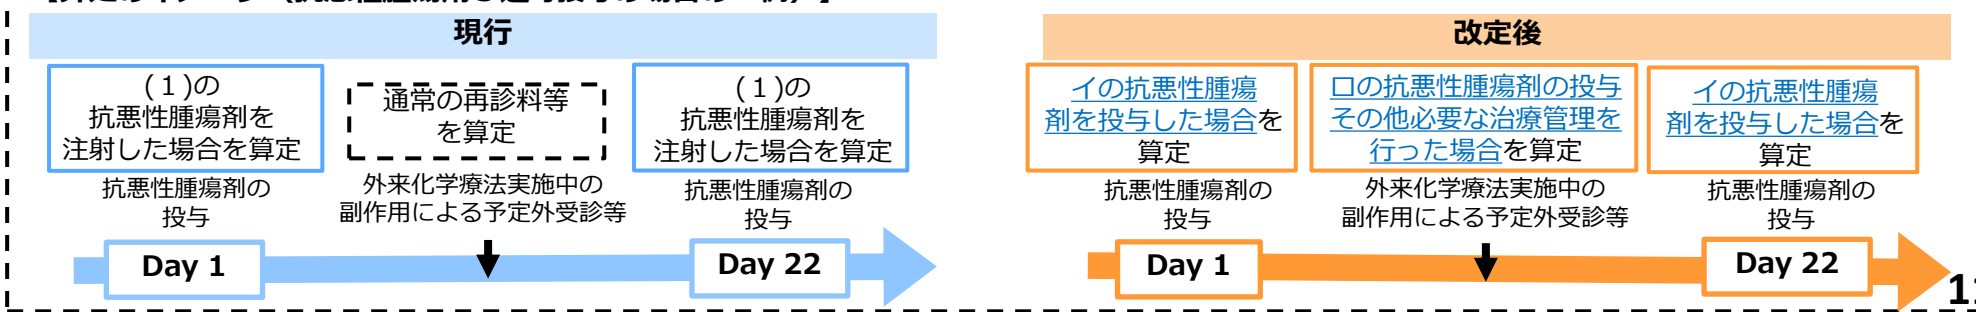 現行
(１)の
抗悪性腫瘍剤を
注射した場合を算定
通常の再診料等
を算定
(１)の
抗悪性腫瘍剤を
注射した場合を算定
抗悪性腫瘍剤の
投与
外来化学療法実施中の
副作用による予定外受診等
抗悪性腫瘍剤の
投与
Day 1
Day 22
改定後
イの抗悪性腫瘍
剤を投与した場合を
算定
ロの抗悪性腫瘍剤の投与
その他必要な治療管理を
行った場合を算定
イの抗悪性腫瘍
剤を投与した場合を
算定
抗悪性腫瘍剤の
投与
外来化学療法実施中の
副作用による予定外受診等
抗悪性腫瘍剤の
投与
Day 1
Day 22